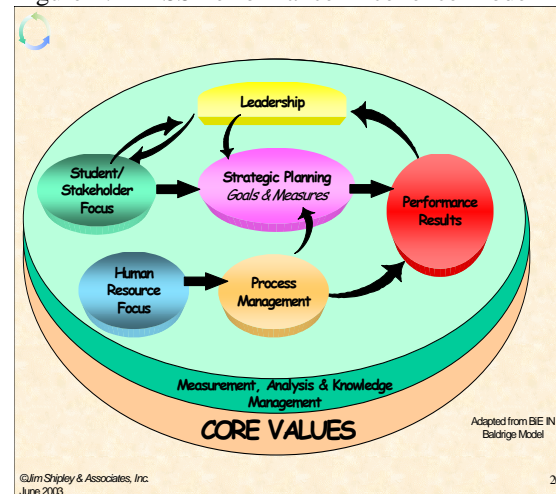 Leadership
Student/
Stakeholder
Focus
Strategic Planning
Goals & Measures
Performance
Results
Human
Resource
Focus
Process
Management
Measurement, Analysis & Knowledge
Management
CORE VALUES
Adapted from BiE IN
Baldrige Model
©Jim Shipley & Associates, Inc.
June 2003
2